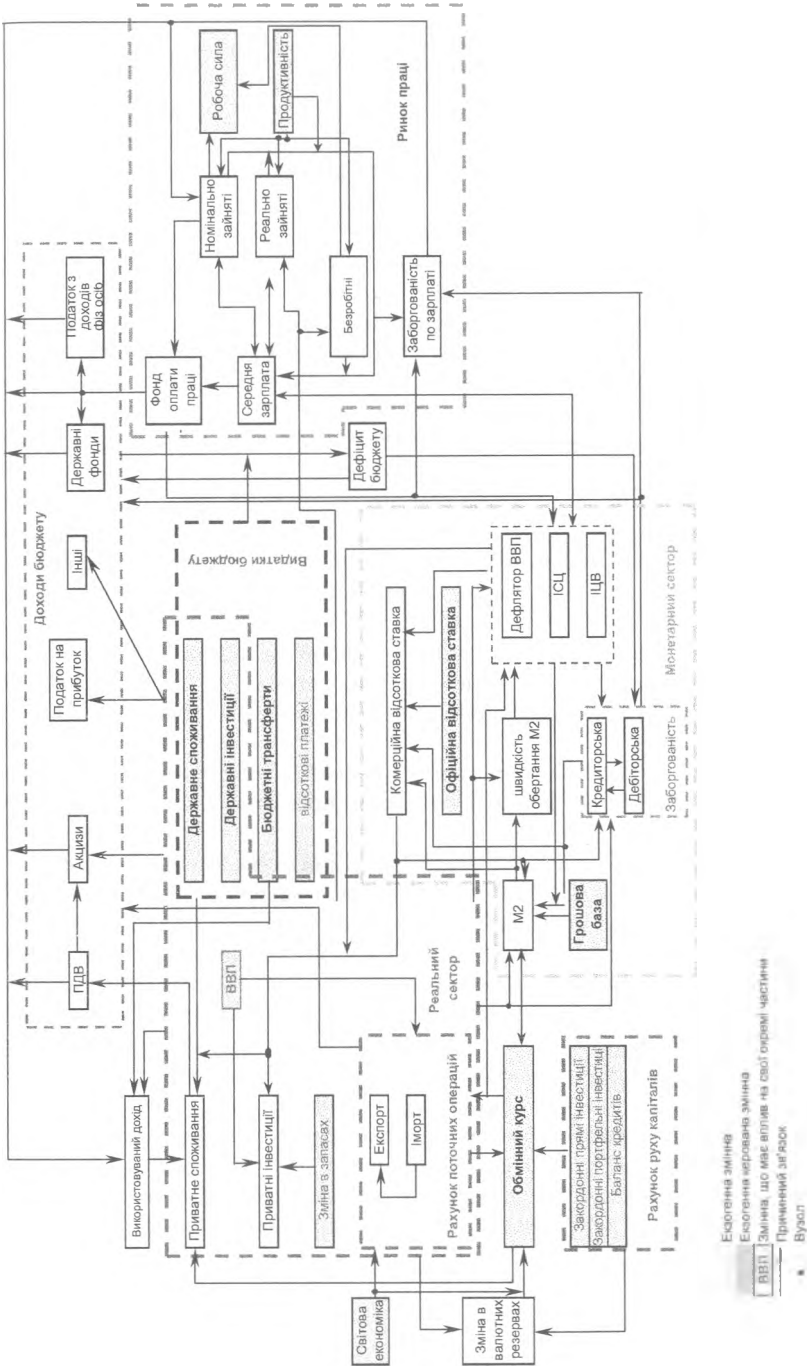 Доходи бюджету
ПДВ
Акцизи
Податок на
прибуток
Інші
Державні
фонди
Податок з
доходів
фіз осіб
Використовуваний дохід
Приватне споживання
Приватні інвестиції
Зміна в запасах
ВВП
Реальний
сектор
Експорт
Іморт
Рахунок поточних операцій
Державне споживання
Державні інвестиції
Бюджетні трансферти
відсоткові платежі
Видатки бюджету
Дефіцит
бюджету
Фонд
оплати
праці
Середня
зарплата
Номінально
зайняті
Реально
зайняті
Безробітні
Заборгованість
по зарплаті
Робоча сила
Продуктивність
Ринок праці
Світова
економіка
Зміна в
валютних
резервах
Обмінний курс
Закордонні прямі інвестиції
Закордонні портфельні інвестиці
Баланс кредитів
Рахунок руху капіталів
М2
Грошова
база
Комерційна відсоткова ставка
Офіційна відсоткова ставка
швидкість
обертання М2
Дефлятор ВВП
ІСЦ
ІЦВ
Кредиторська
Дебіторська
Заборгованість
Монетарний сектор
Екзогенна змінна
Екзогенна керована змінна
ВВП Змінна, що має вплив на свої окремі частини
Причинний зв'язок
Вузол